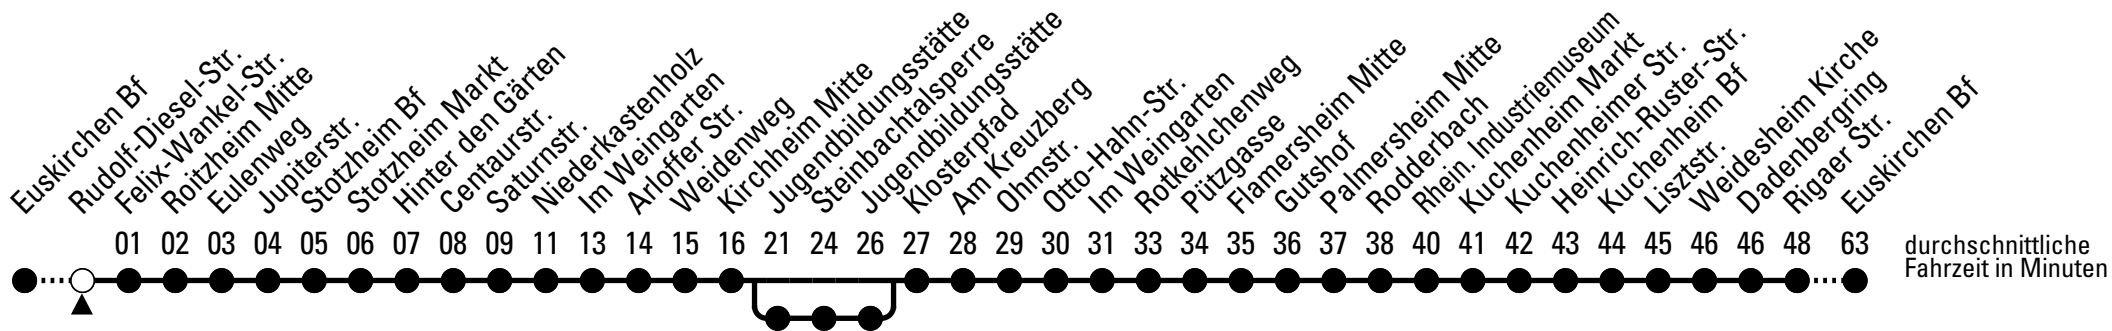 Euskirchen Bf
Rudolf-Diesel-Str.
Felix-Wankel-Str.
Roitzheim Mitte
Eulenweg
Jupiterstr.
Stotzheim Bf
Stotzheim Markt
Hinter den Gärten
Centaurstr.
Saturnstr.
Niederkastenholz
Im Weingarten
Arloffer Str.
Weidenweg
Kirchheim Mitte
Jugendbildungsstätte
Steinbachtalsperre
Jugendbildungsstätte
Klosterpfad
Am Kreuzberg
Ohmstr.
Otto-Hahn-Str.
Im Weingarten
Rotkehlchenweg
Pützgasse
Flamersheim Mitte
Gutshof
Palmersheim Mitte
Rodderbach
Rhein. Industriemuseum
Kuchenheim Markt
Kuchenheimer Str.
Heinrich-Ruster-Str.
Kuchenheim Bf
Lisztstr.
Weidesheim Kirche
Dadenbergring
Rigaer Str.
Euskirchen Bf
01 02 03 04 05 06 07 08 09 11 13 14 15 16 21 24 26 27 28 29 30 31 33 34 35 36 37 38 40 41 42 43 44 45 46 46 48 63
durchschnittliche
Fahrzeit in Minuten